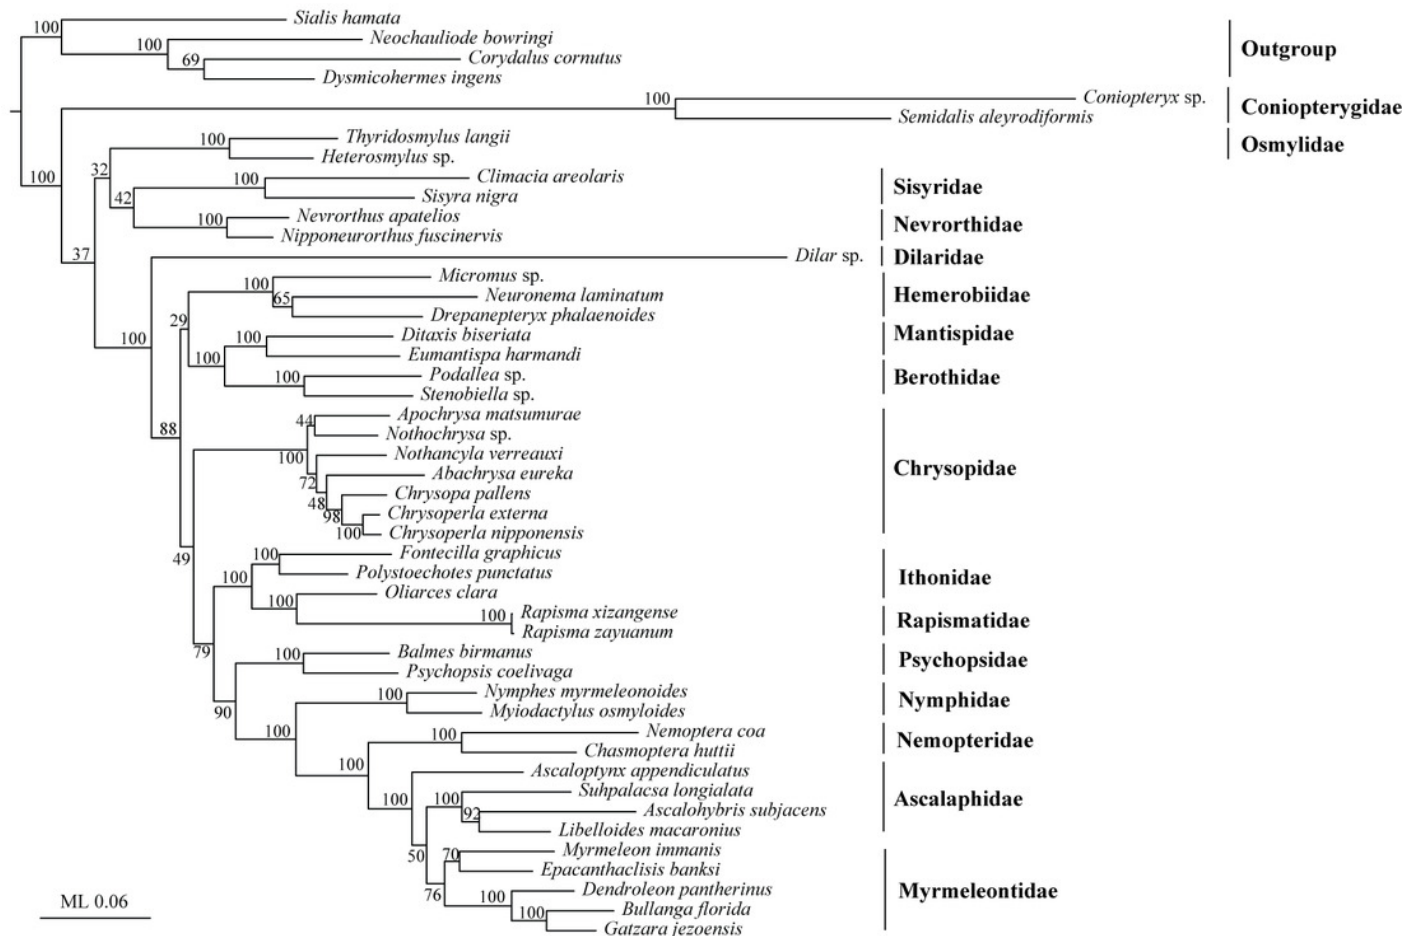 Sialis hamata
100
Neochauliode bowringi
100
Outgroup
Corydalus cornutus
69
Dysmicohermes ingens
100
Coniopteryx sp.
Coniopterygidae
Semidalis aleyrodiformis
Thyridosmylus langii
100
Osmylidae
Heterosmylus sp.
32
100
Climacia areolaris
100
Sisyridae
42
Sisyra nigra
Nevrorthus apatelios
100
Nevrorthidae
Nipponeurorthus fuscinervis
37
Dilar sp.
Dilaridae
Micromus sp.
100
Neuronema laminatum
65
Hemerobiidae
Drepanepteryx phalaenoides
29
Ditaxis biseriata
100
100
Mantispidae
Eumantispa harmandi
100
Podallea sp.
100
Berothidae
Stenobiella sp.
Apochrysa matsumurae
44
88
Nothochrysa sp.
Nothancyla verreauxi
100
Chrysopidae
Abachrysa eureka
72
Chrysopa pallens
48
Chrysoperla externa
98
Chrysoperla nipponensis
100
Fontecilla graphicus
49
100
Polystoechotes punctatus
100
Ithonidae
Oliarces clara
100
Rapisma xizangense
100
Rapismatidae
Rapisma zayuanum
79
Balmes birmanus
100
Psychopsidae
Psychopsis coelivaga
Nymphes myrmeleonoides
100
Nymphidae
90
Myiodactylus osmyloides
Nemoptera coa
100
100
Nemopteridae
Chasmoptera huttii
100
Ascaloptynx appendiculatus
Suhpalacsa longialata
100
Ascalaphidae
100
Ascalohybris subjacens
92
Libelloides macaronius
50
Myrmeleon immanis
70
Epacanthaclisis banksi
76
Dendroleon pantherinus
100
Myrmeleontidae
ML 0.06
Bullanga florida
100
Gatzara jezoensis